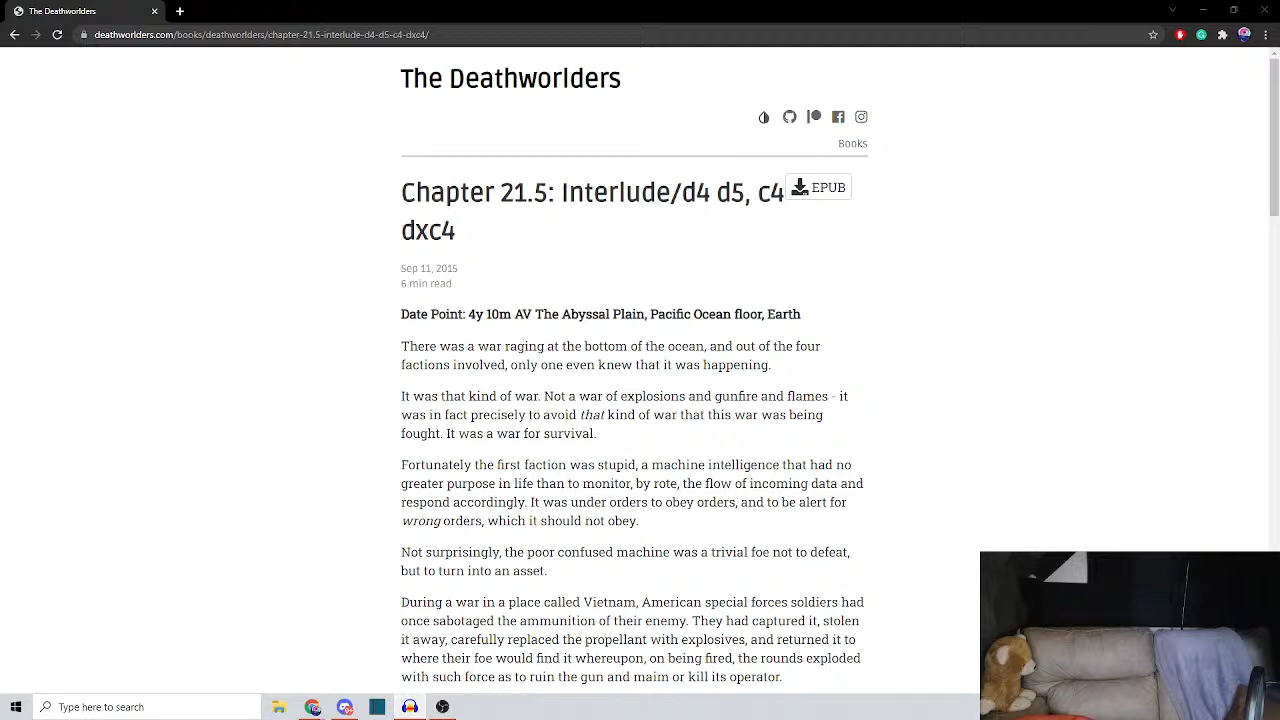 The Deathworlders
deathworlders.com/books/deathworlders/chapter-21.5-interlude-d4-d5-c4-dxc4/
The Deathworlders
Books
Chapter 21.5: Interlude/d4 d5, c4
EPUB
dxc4
Sep 11, 2015
6 min read
Date Point: 4y 10m AV The Abyssal Plain, Pacific Ocean floor, Earth
There was a war raging at the bottom of the ocean, and out of the four
factions involved, only one even knew that it was happening.
It was that kind of war. Not a war of explosions and gunfire and flames - it
was in fact precisely to avoid that kind of war that this war was being
fought. It was a war for survival.
Fortunately the first faction was stupid, a machine intelligence that had no
greater purpose in life than to monitor, by rote, the flow of incoming data and
respond accordingly. It was under orders to obey orders, and to be alert for
wrong orders, which it should not obey.
Not surprisingly, the poor confused machine was a trivial foe not to defeat,
but to turn into an asset.
During a war in a place called Vietnam, American special forces soldiers had
once sabotaged the ammunition of their enemy. They had captured it, stolen
it away, carefully replaced the propellant with explosives, and returned it to
where their foe would find it whereupon, on being fired, the rounds exploded
with such force as to ruin the gun and maim or kill its operator.
Type here to search